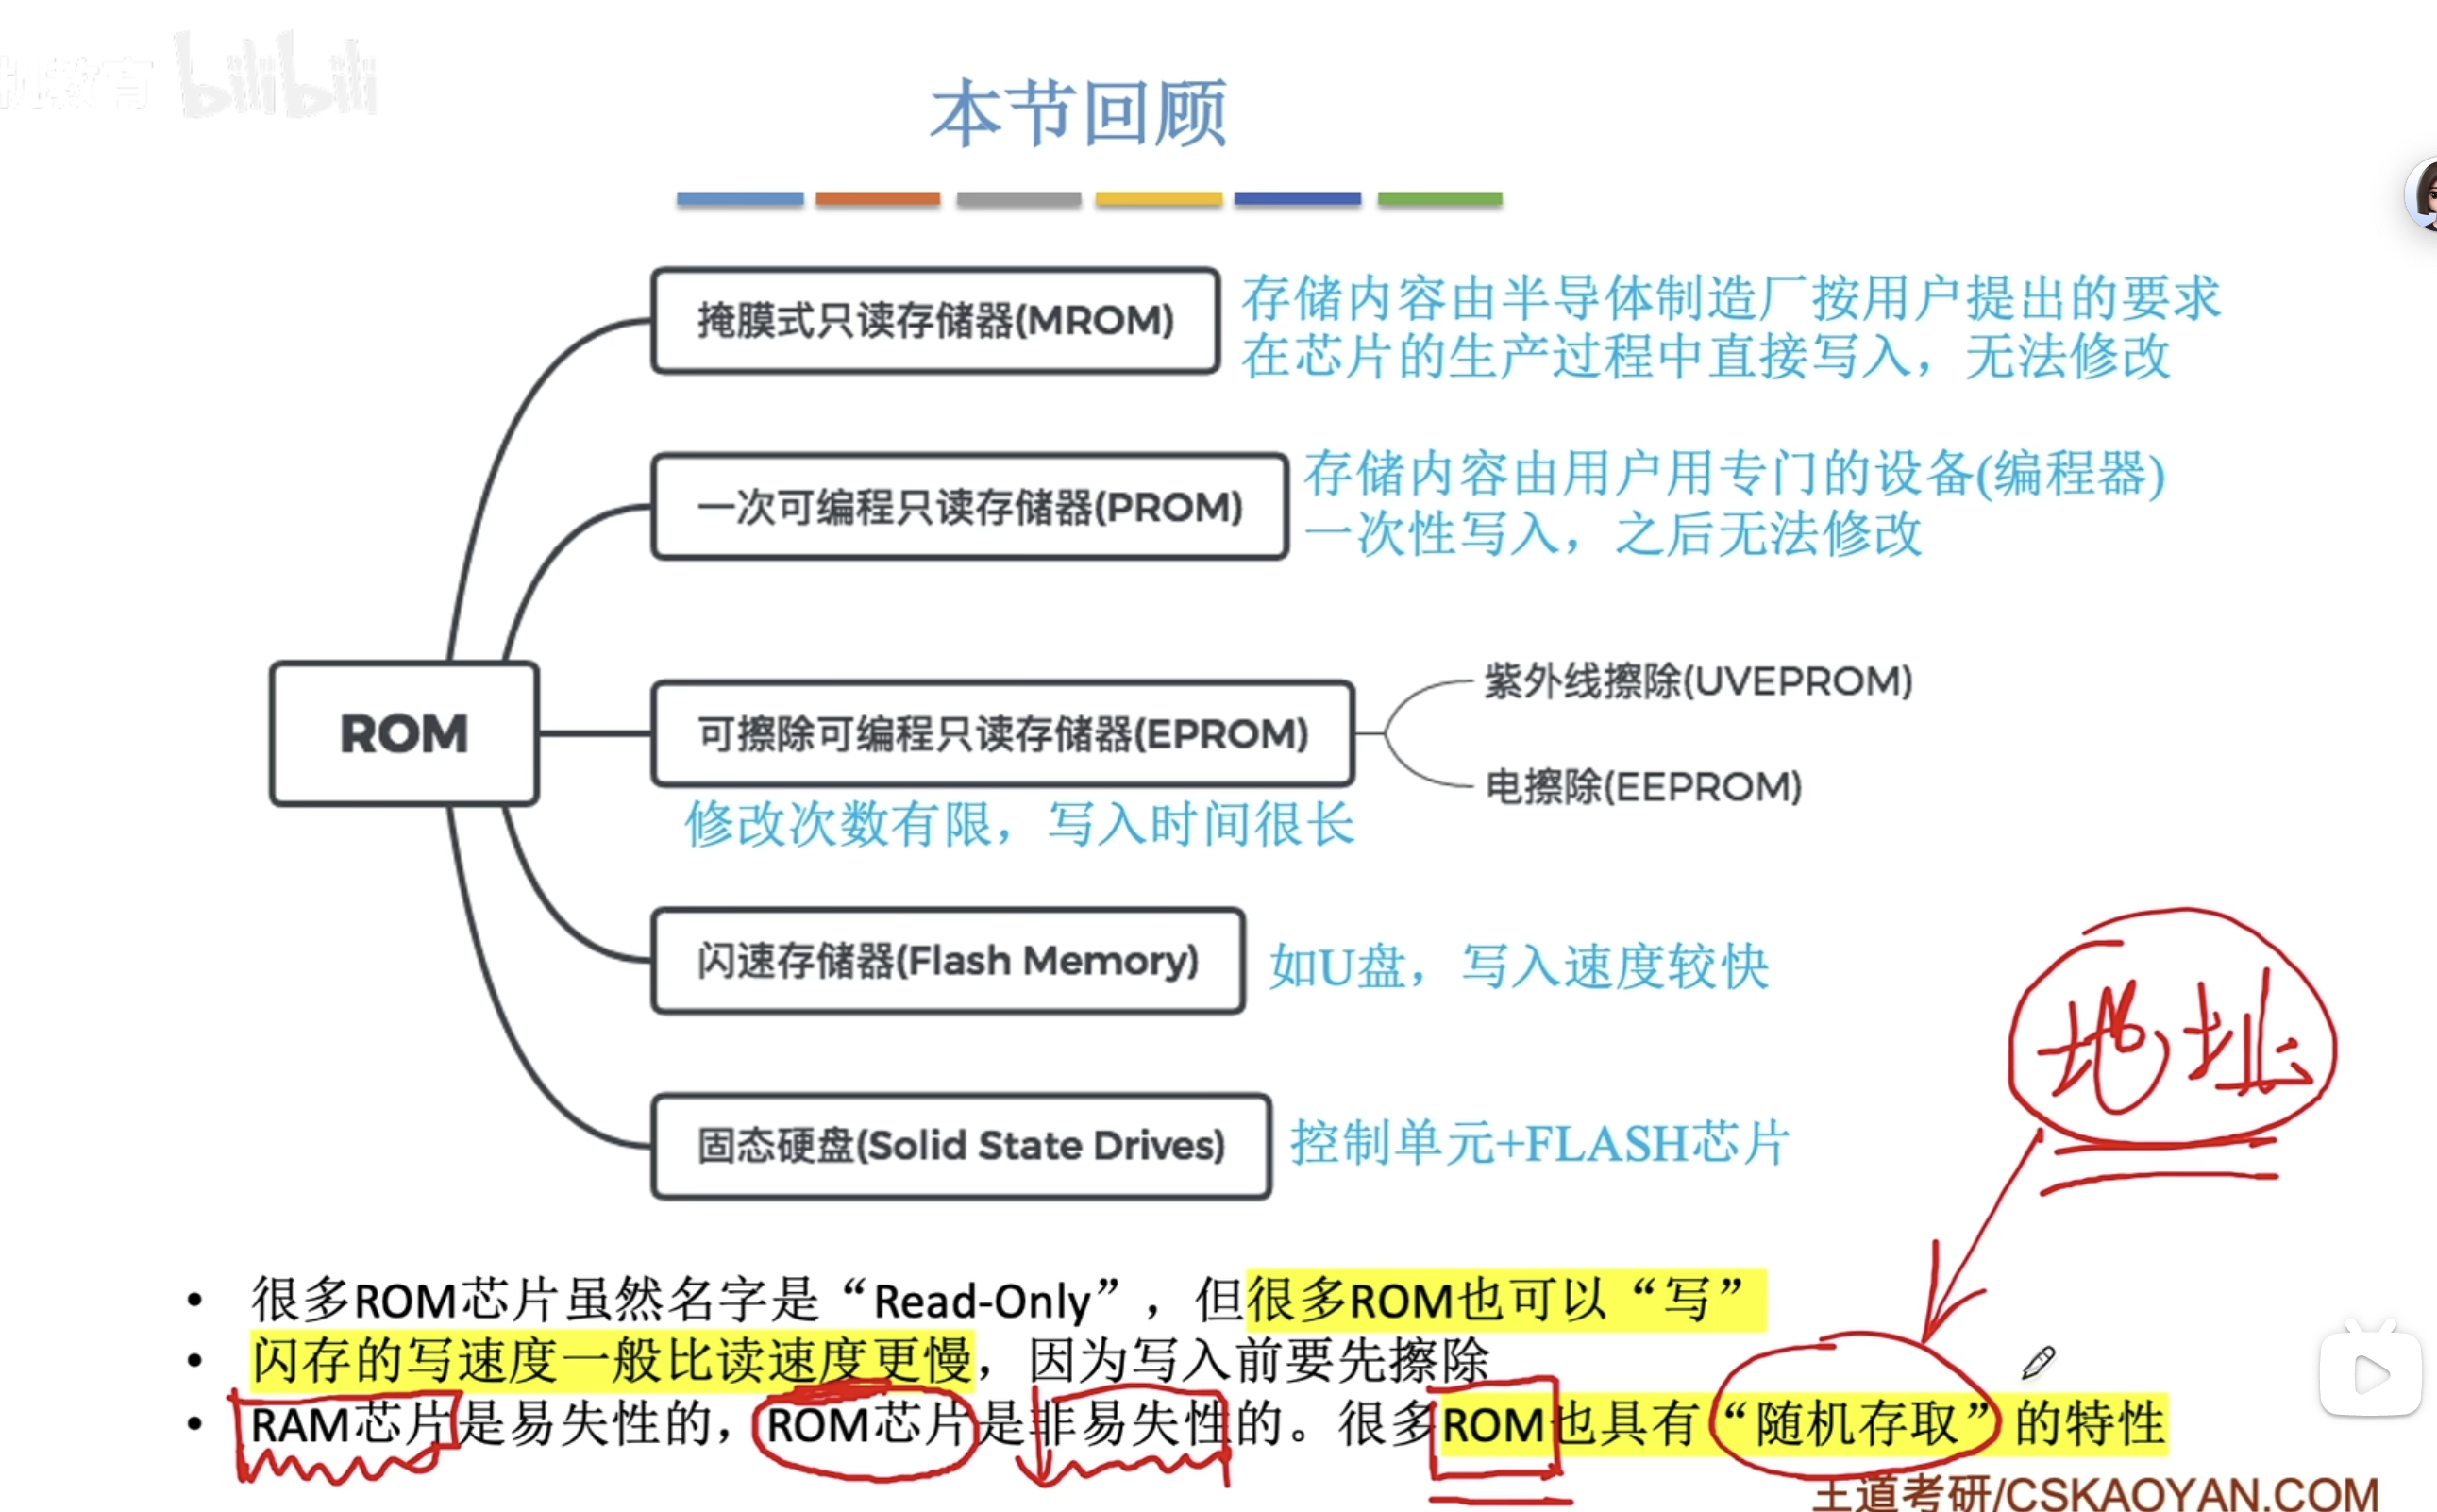 机教育 bilibili
本节回顾
掩膜式只读存储器(MROM)
存储内容由半导体制造厂按用户提出的要求
在芯片的生产过程中直接写入，无法修改
一次可编程只读存储器(PROM)
存储内容由用户用专门的设备(编程器)
一次性写入，之后无法修改
ROM
可擦除可编程只读存储器(EPROM)
紫外线擦除(UVEPROM)
电擦除(EEPROM)
修改次数有限，写入时间很长
闪速存储器(Flash Memory)
如U盘，写入速度较快
地址
固态硬盘(Solid State Drives)
控制单元+FLASH芯片
• 很多ROM芯片虽然名字是“Read-Only”，但很多ROM也可以“写”
• 闪存的写速度一般比读速度更慢，因为写入前要先擦除
• RAM芯片是易失性的，ROM芯片是非易失性的。很多ROM也具有“随机存取”的特性
王道考研/CSKAOYAN.COM